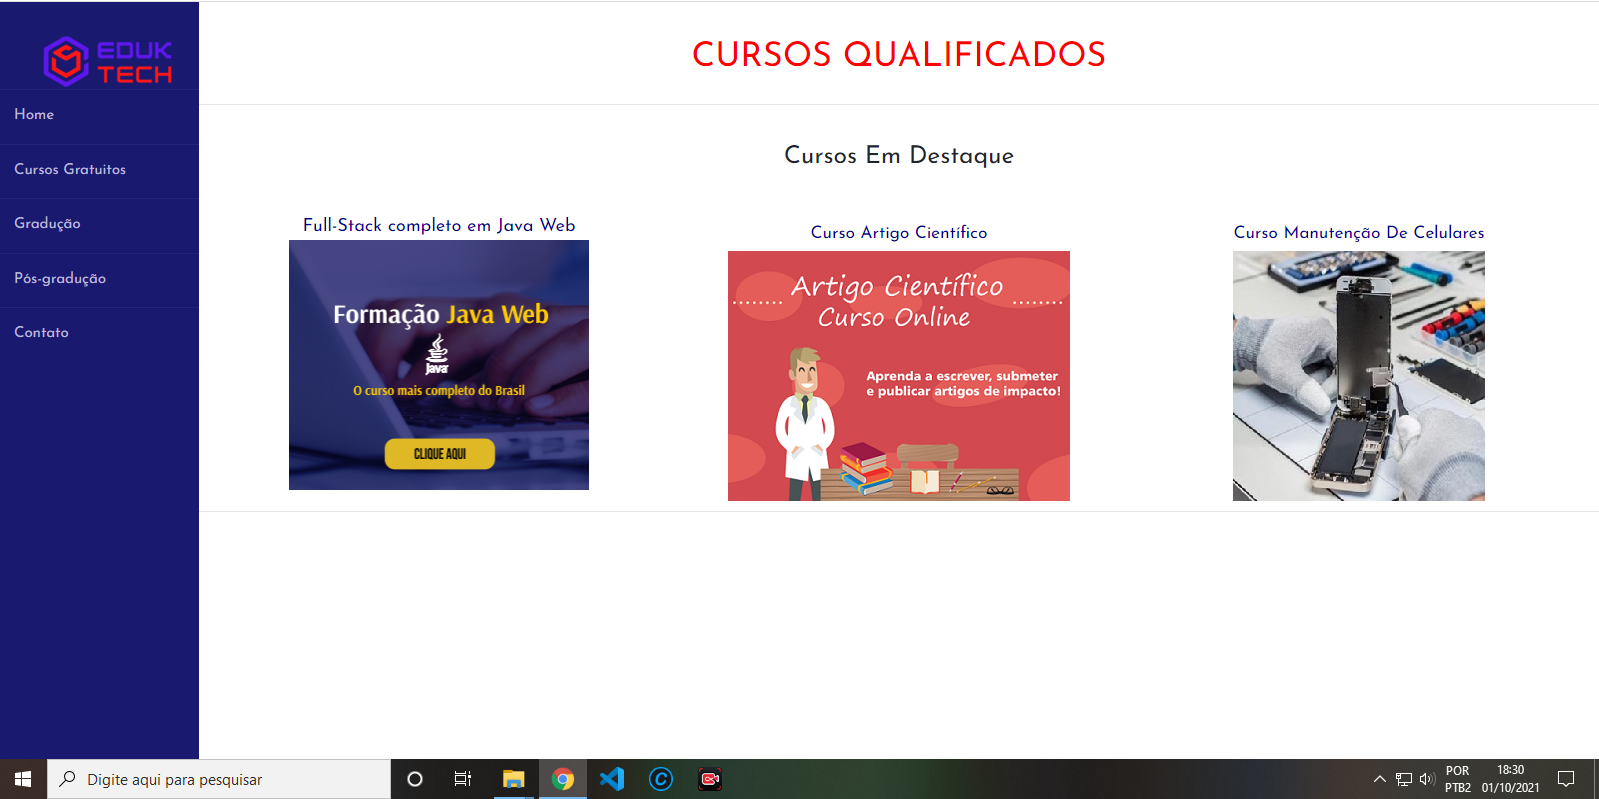 EDUK
TECH
Home
Cursos Gratuitos
Gradução
Pós-gradução
Contato
CURSOS QUALIFICADOS
Cursos Em Destaque
Full-Stack completo em Java Web
Formação Java Web
Java
O curso mais completo do Brasil
CLIQUE AQUI
Curso Artigo Científico
Artigo Científico
Curso Online
Aprenda a escrever, submeter
e publicar artigos de impacto!
Curso Manutenção De Celulares
Digite aqui para pesquisar
POR
PTB2
18:30
01/10/2021